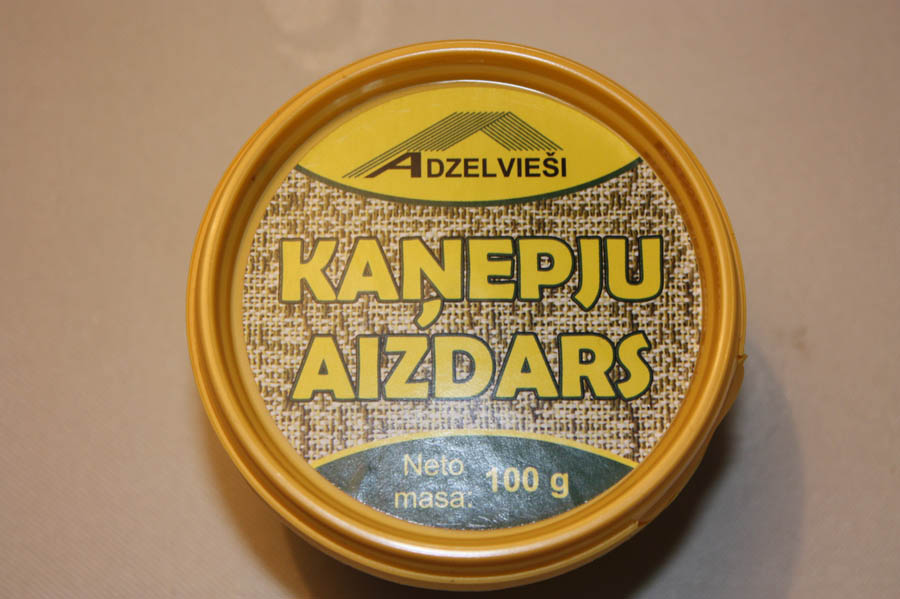 ADZELVIEŠI
KAŅEPJU
AIZDARS
Neto
masa. 100 g